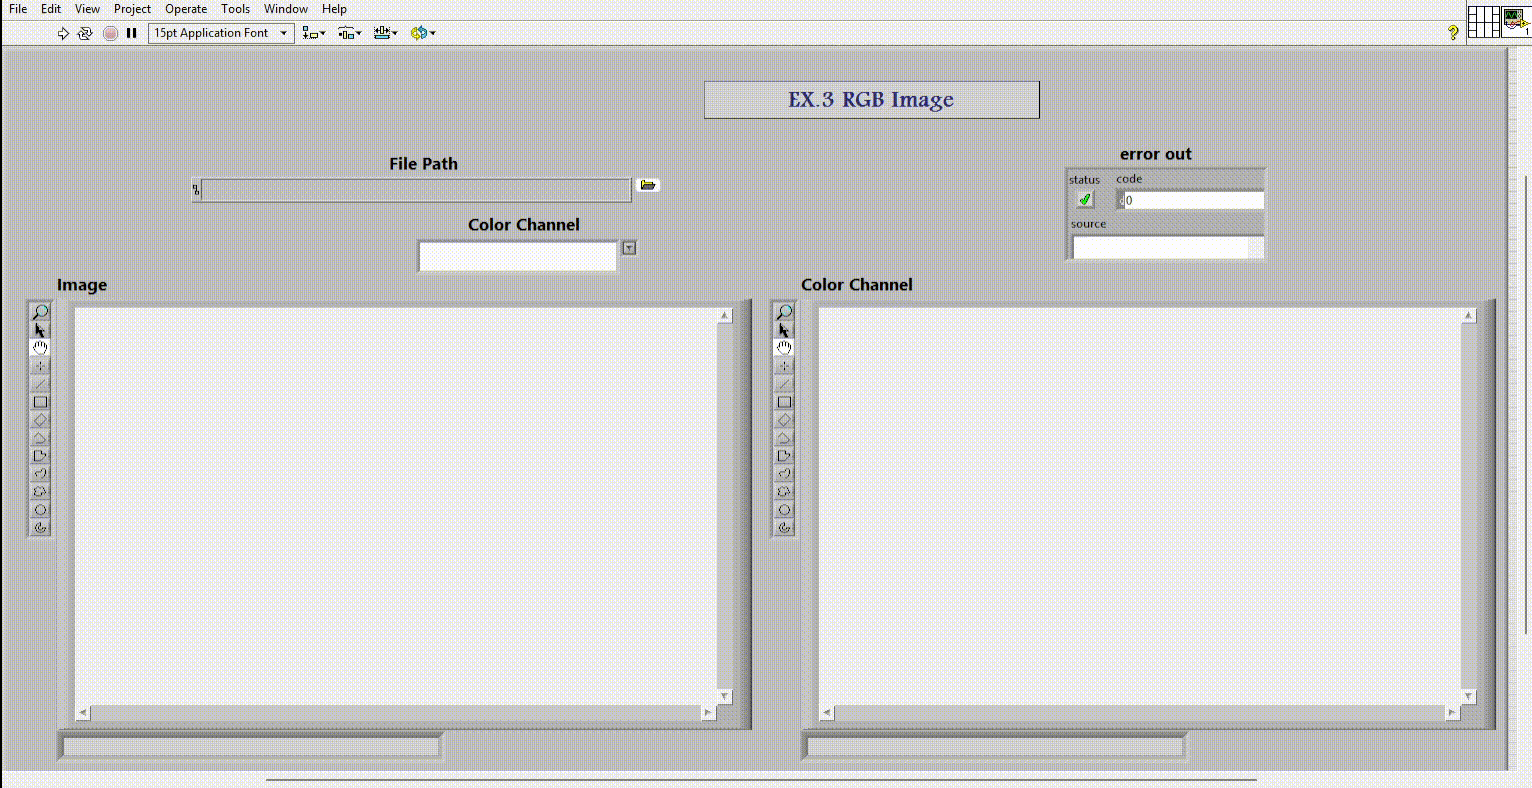 File Edit View Project Operate Tools Window Help
15pt Application Font
1
EX.3 RGB Image
File Path
error out
status code
0
source
Color Channel
Image
Color Channel